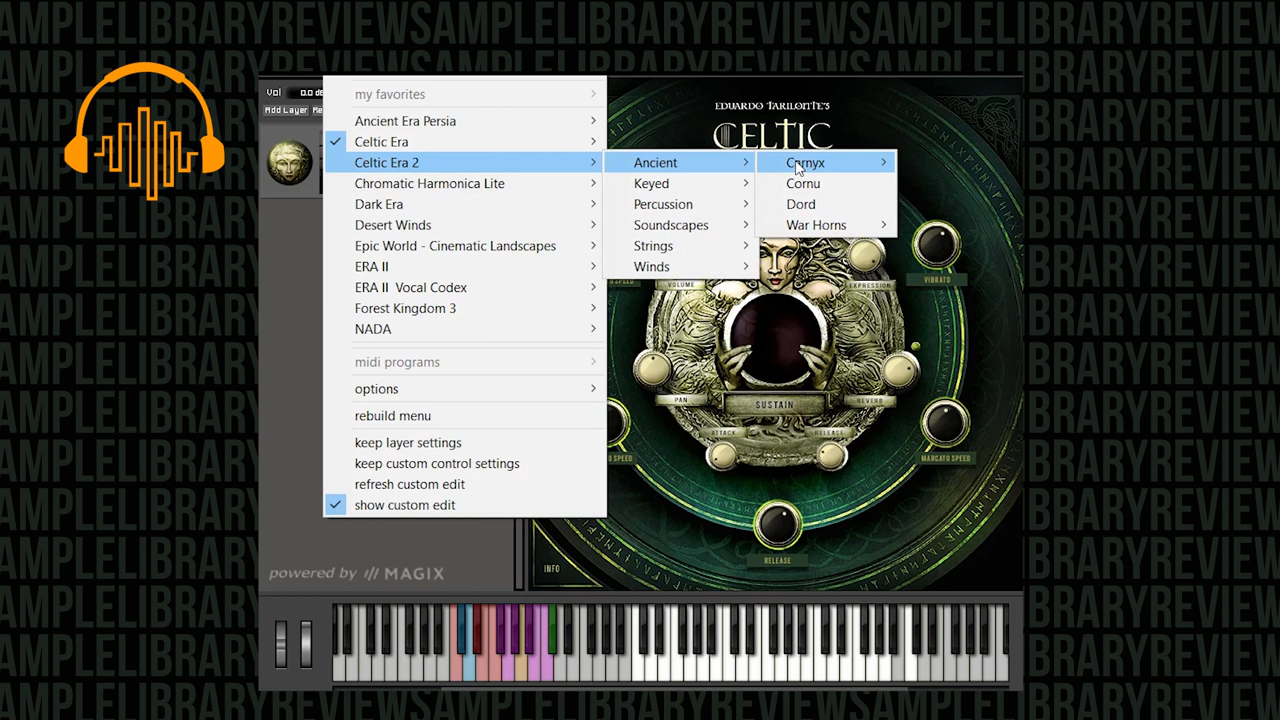 SAMPLELIBRARYREVIEWS
Vol
Add Layer
my favorites
Ancient Era Persia
Celtic Era
Celtic Era 2
Chromatic Harmonica Lite
Dark Era
Desert Winds
Epic World - Cinematic Landscapes
ERA II
ERA II Vocal Codex
Forest Kingdom 3
NADA
midi programs
options
rebuild menu
keep layer settings
keep custom control settings
refresh custom edit
show custom edit
Ancient
Keyed
Percussion
Soundscapes
Strings
Winds
Carnyx
Cornu
Dord
War Horns
EDUARDO TARILONTE'S
CELTIC
VOLUME
EXPRESSION
VIBRATO
PAN
SUSTAIN
REVERB
ATTACK
RELEASE
MARCATO SPEED
RELEASE
INFO
powered by MAGIX